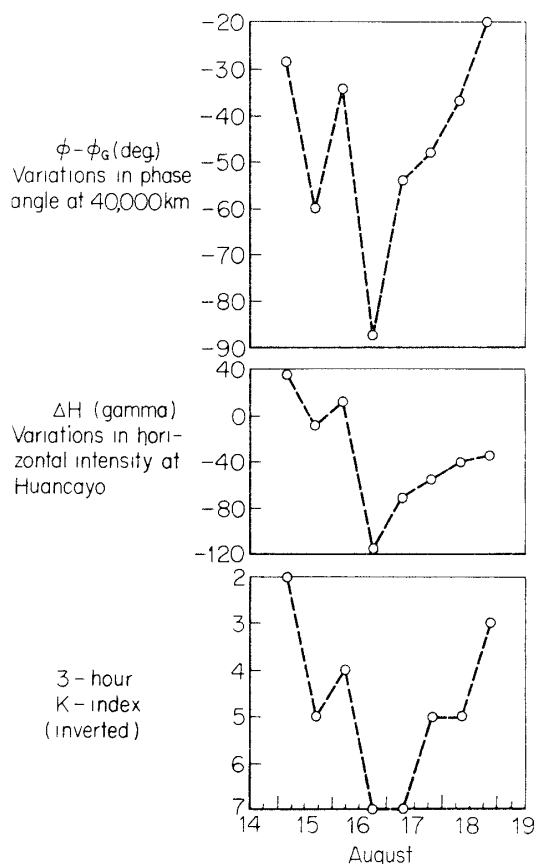 -20
-30
-40
-50
-60
-70
-80
-90
ϕ-ϕG (deg.)
Variations in phase
angle at 40,000km
40
0
-40
-80
-120
ΔH (gamma)
Variations in hori-
zontal intensity at
Huancayo
2
3
4
5
6
7
3-hour
K-index
(inverted)
14 15 16 17 18 19
August